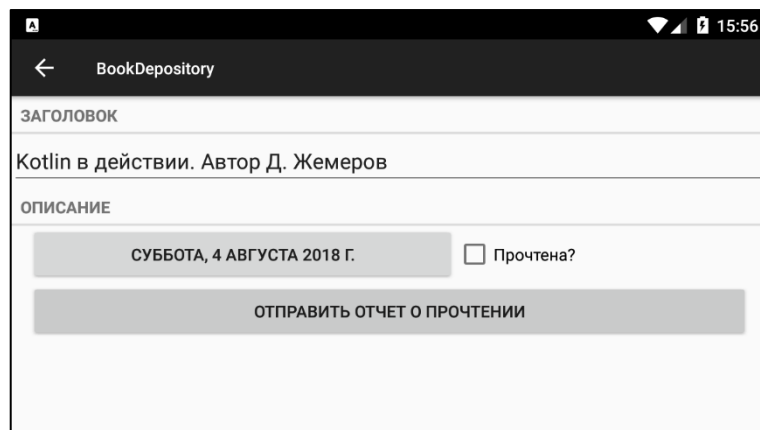 A
15:56
BookDepository
ЗАГОЛОВОК
Kotlin в действии. Автор Д. Жемеров
ОПИСАНИЕ
СУББОТА, 4 АВГУСТА 2018 Г.
Прочтена?
ОТПРАВИТЬ ОТЧЕТ О ПРОЧТЕНИИ